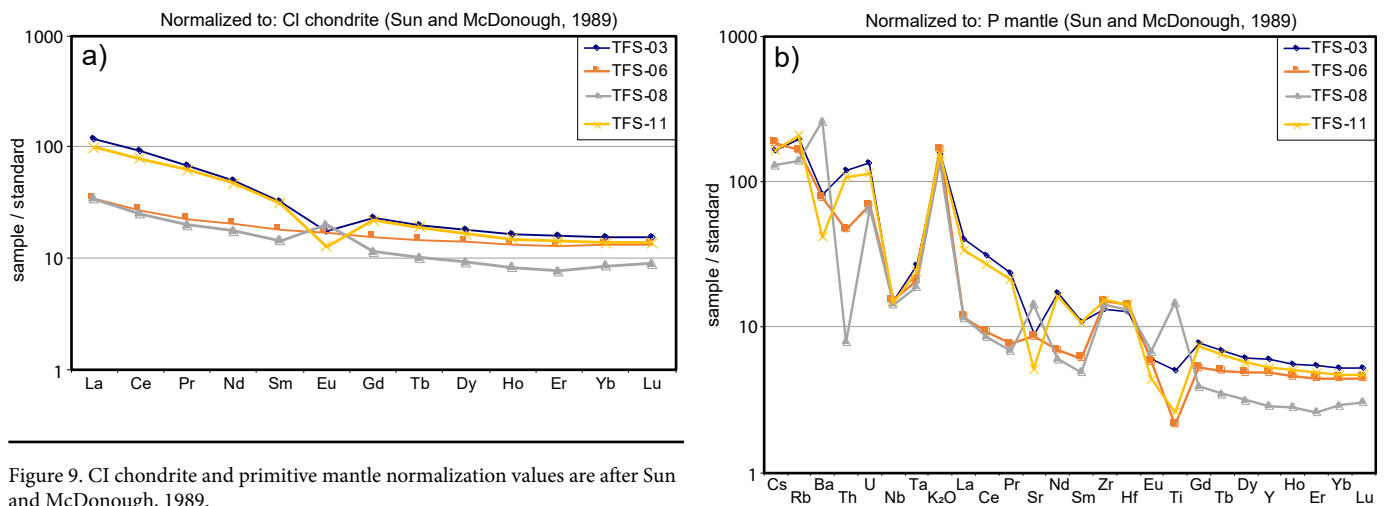 Normalized to: CI chondrite (Sun and McDonough, 1989)
a)
TFS-03
TFS-06
TFS-08
TFS-11
sample / standard
1000
100
10
1
La Ce Pr Nd Sm Eu Gd Tb Dy Ho Er Yb Lu
Figure 9. CI chondrite and primitive mantle normalization values are after Sun
and McDonough, 1989.
Normalized to: P mantle (Sun and McDonough, 1989)
b)
TFS-03
TFS-06
TFS-08
TFS-11
sample / standard
1000
100
10
1
Cs Ba U Ta La Pr Nd Zr Eu Gd Dy Ho Yb
Rb Th Nb K₂O Ce Sr Sm Hf Ti Tb Y Er Lu